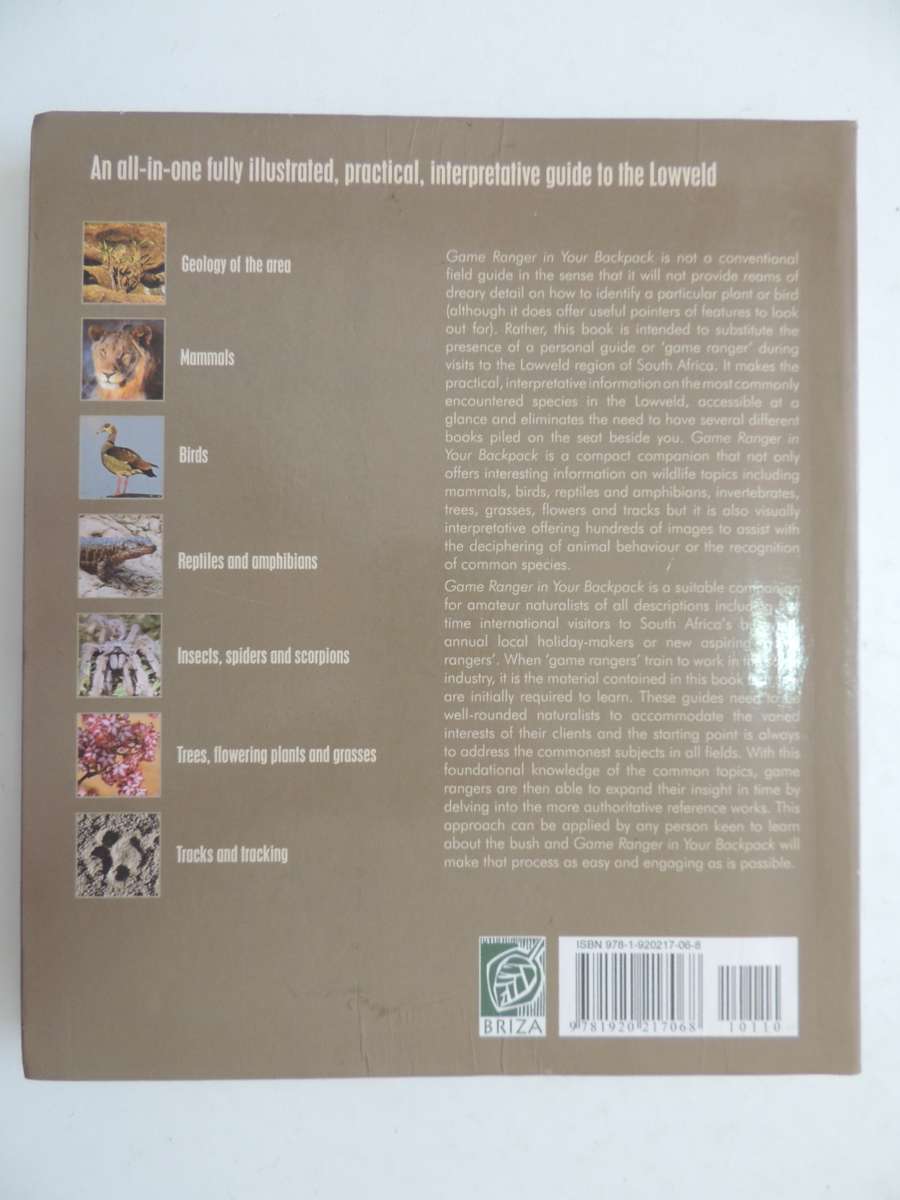 An all-in-one fully illustrated, practical, interpretative guide to the Lowveld
Geology of the area
Mammals
Birds
Reptiles and amphibians
Insects, spiders and scorpions
Trees, flowering plants and grasses
Tracks and tracking
Game Ranger in Your Backpack is not a conventional
field guide in the sense that it will not provide reams of
dreary detail on how to identify a particular plant or bird
(although it does offer useful pointers of features to look
out for). Rather, this book is intended to substitute the
presence of a personal guide or ‘game ranger’ during
visits to the Lowveld region of South Africa. It makes the
practical, interpretative information on the most commonly
encountered species in the Lowveld, accessible at a
glance and eliminates the need to have several different
books piled on the seat beside you. Game Ranger in
Your Backpack is a compact companion that not only
offers interesting information on wildlife topics including
mammals, birds, reptiles and amphibians, invertebrates,
trees, grasses, flowers and tracks but it is also visually
interpretative offering hundreds of images to assist with
the deciphering of animal behaviour or the recognition
of common species.
Game Ranger in Your Backpack is a suitable companion
for amateur naturalists of all descriptions including
time international visitors to South Africa’s
annual local holiday-makers or new aspiring
rangers’. When ‘game rangers’ train to work in
industry, it is the material contained in this book
are initially required to learn. These guides need
well-rounded naturalists to accommodate the varied
interests of their clients and the starting point is always
to address the commonest subjects in all fields. With this
foundational knowledge of the common topics, game
rangers are then able to expand their insight in time by
delving into the more authoritative reference works. This
approach can be applied by any person keen to learn
about the bush and Game Ranger in Your Backpack will
make that process as easy and engaging as is possible.
BRIZA
ISBN 978-1-920217-06-8
9 781920 217068
10110